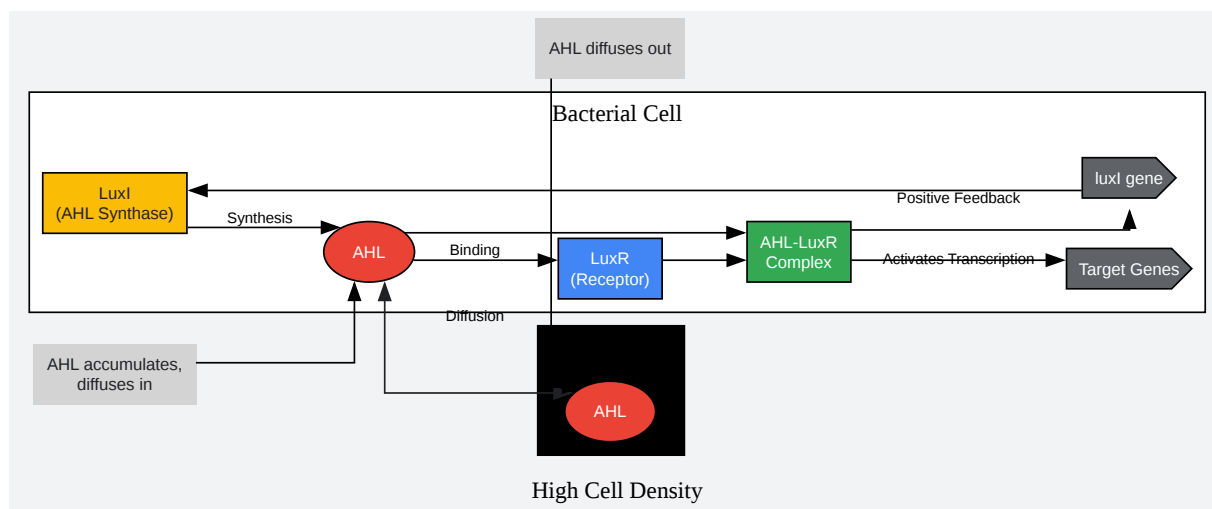 AHL diffuses out
Bacterial Cell
LuxI
(AHL Synthase)
Synthesis
AHL
Binding
LuxR
(Receptor)
AHL-LuxR
Complex
Positive Feedback
luxI gene
Activates Transcription
Target Genes
Diffusion
AHL accumulates,
diffuses in
AHL
High Cell Density